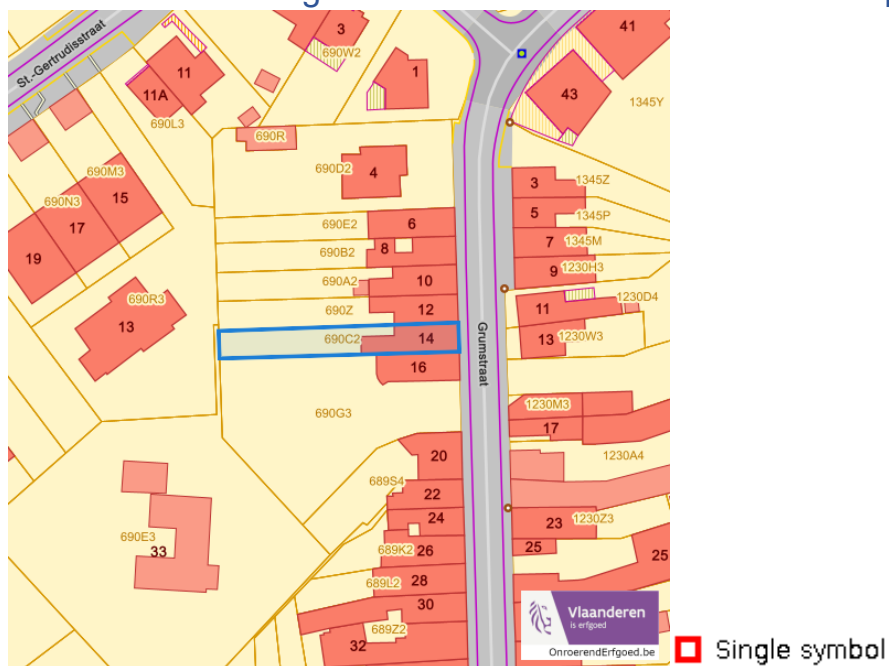 St.-Gertrudisstraat
3
690W2
41
11
1
11A
43
1345Y
690L3
690R
690D2
4
690M3
15
690N3
17
19
3
1345Z
5
1345P
690E2
6
7
1345M
690B2
8
9
1230H3
690A2
10
690R3
690Z
12
11
1230D4
13
690C2
14
13
1230W3
16
Grumstraat
690G3
1230M3
17
20
1230A4
689S4
22
24
23
1230Z3
690E3
33
689K2
26
25
25
689L2
28
30
689Z2
32
Vlaanderen
is erfgoed
OnroerendErfgoed.be
Single symbol